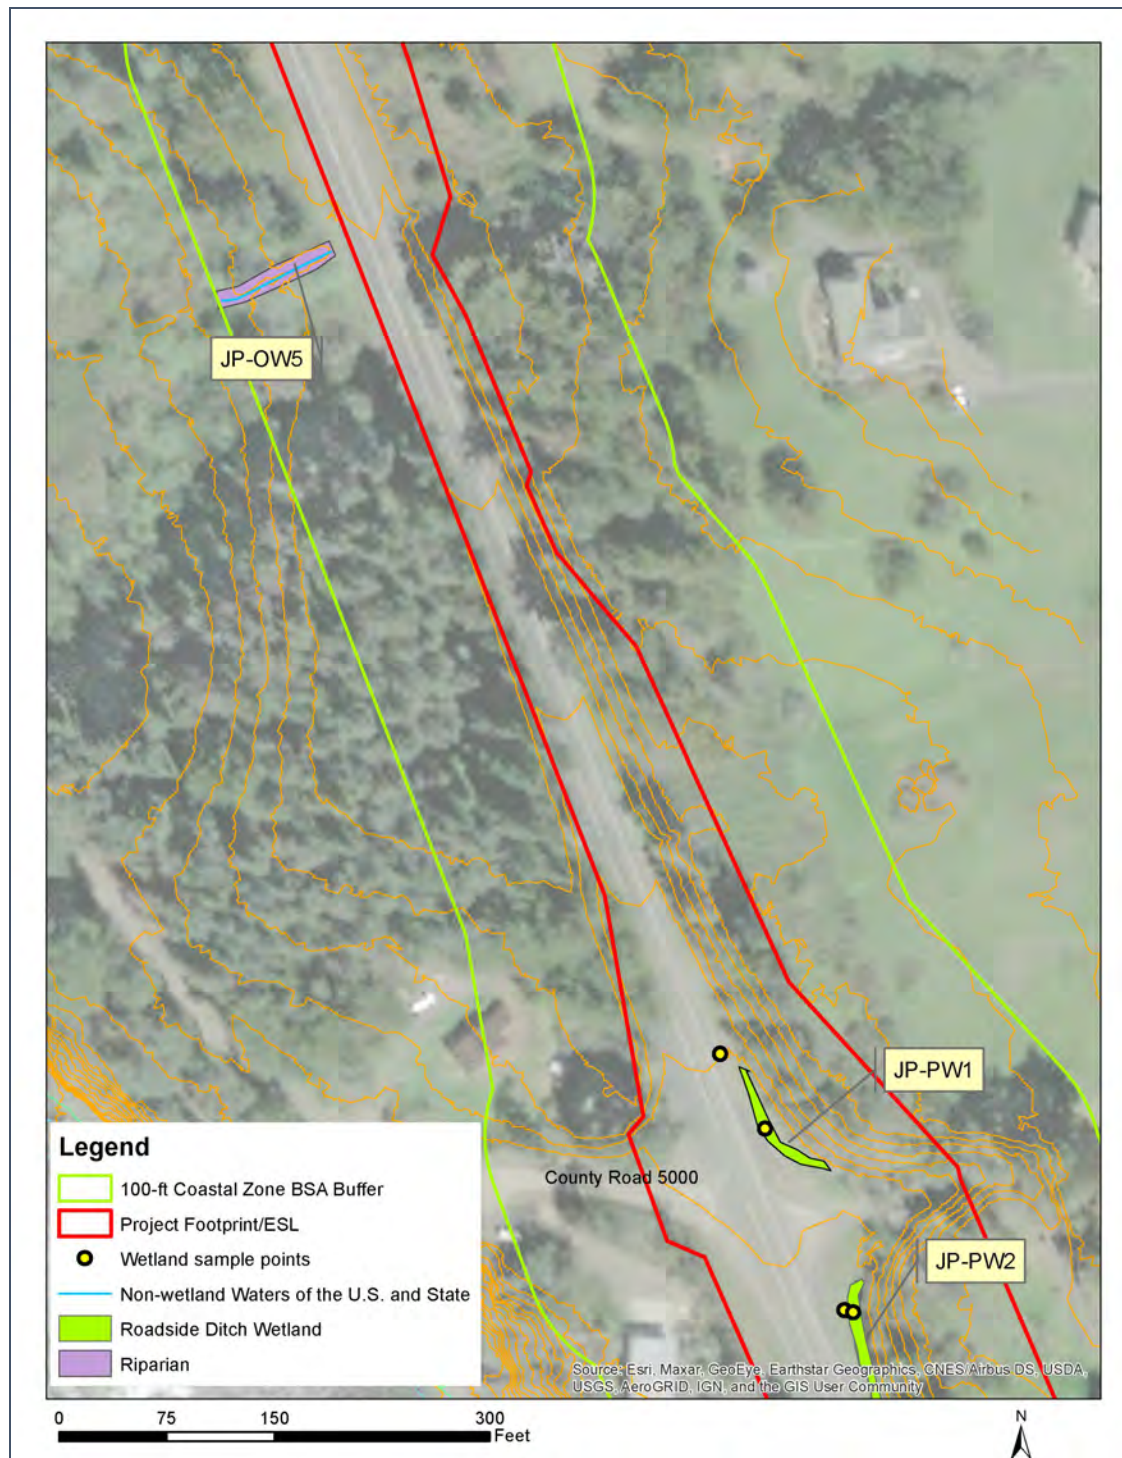 JP-OW5
JP-PW1
County Road 5000
JP-PW2
Legend
100-ft Coastal Zone BSA Buffer
Project Footprint/ESL
Wetland sample points
Non-wetland Waters of the U.S. and State
Roadside Ditch Wetland
Riparian
Source: Esri, Maxar, GeoEye, Earthstar Geographics, CNES/Airbus DS, USDA,
USGS, AeroGRID, IGN, and the GIS User Community
0 75 150 300
Feet
N